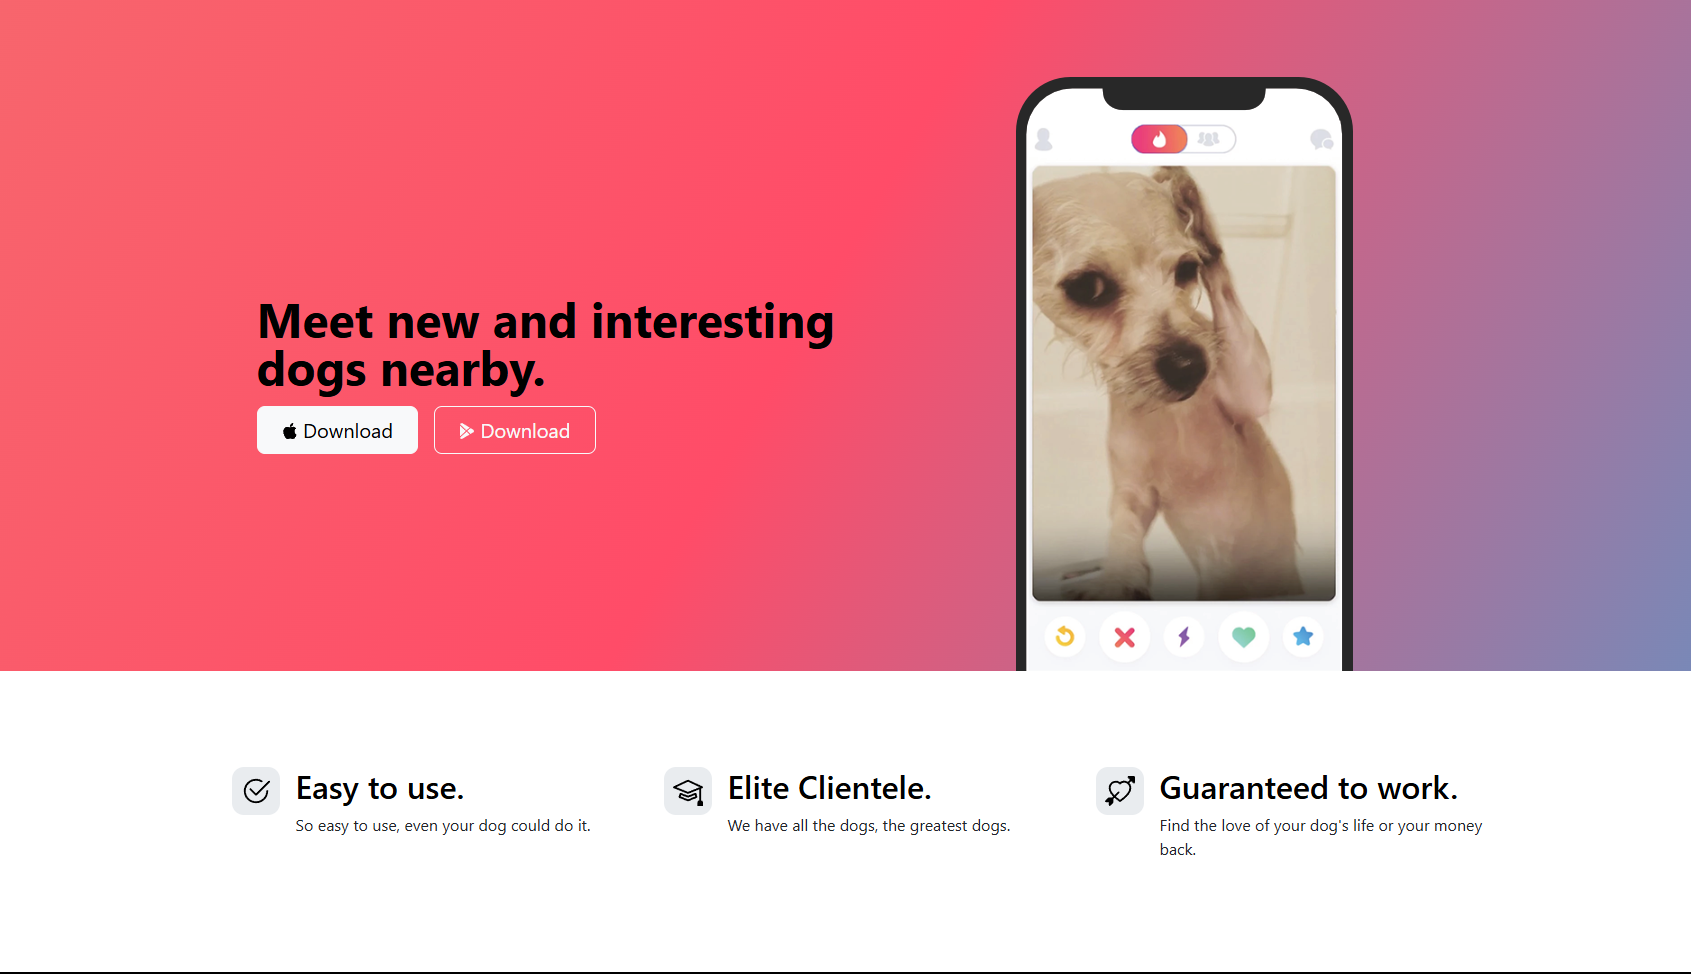 Meet new and interesting
dogs nearby.
Download
Download
Easy to use.
So easy to use, even your dog could do it.
Elite Clientele.
We have all the dogs, the greatest dogs.
Guaranteed to work.
Find the love of your dog's life or your money
back.